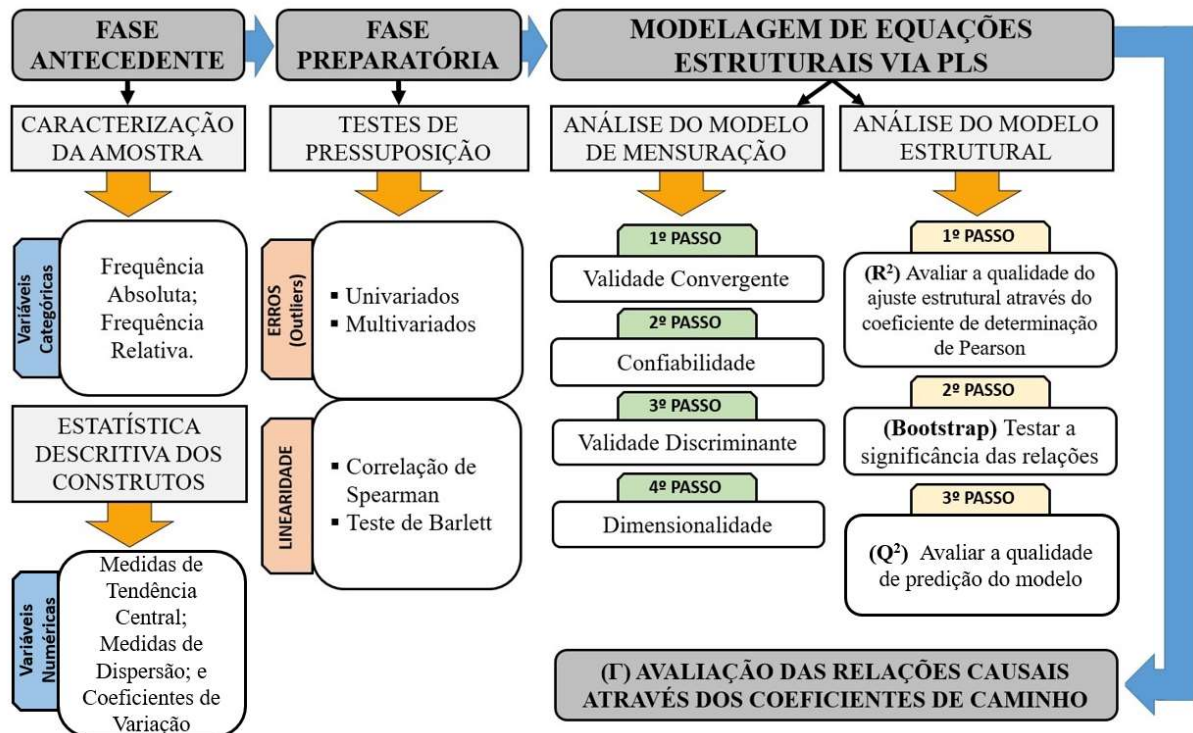 FASE
ANTECEDENTE
CARACTERIZAÇÃO
DA AMOSTRA
Variáveis
Categóricas
Frequência
Absoluta;
Frequência
Relativa.
ESTATÍSTICA
DESCRITIVA DOS
CONSTRUTOS
Variáveis
Numéricas
Medidas de
Tendência
Central;
Medidas de
Dispersão; e
Coeficientes de
Variação
FASE
PREPARATÓRIA
TESTES DE
PRESSUPOSIÇÃO
ERROS
(Outliers)
▪ Univariados
▪ Multivariados
LINEARIDADE
▪ Correlação de
Spearman
▪ Teste de Barlett
MODELAGEM DE EQUAÇÕES
ESTRUTURAIS VIA PLS
ANÁLISE DO MODELO
DE MENSURAÇÃO
1º PASSO
Validade Convergente
2º PASSO
Confiabilidade
3º PASSO
Validade Discriminante
4º PASSO
Dimensionalidade
ANÁLISE DO MODELO
ESTRUTURAL
1º PASSO
(R²) Avaliar a qualidade do
ajuste estrutural através do
coeficiente de determinação
de Pearson
2º PASSO
(Bootstrap) Testar a
significância das relações
3º PASSO
(Q²) Avaliar a qualidade
de predição do modelo
(Γ) AVALIAÇÃO DAS RELAÇÕES CAUSAIS
ATRAVÉS DOS COEFICIENTES DE CAMINHO